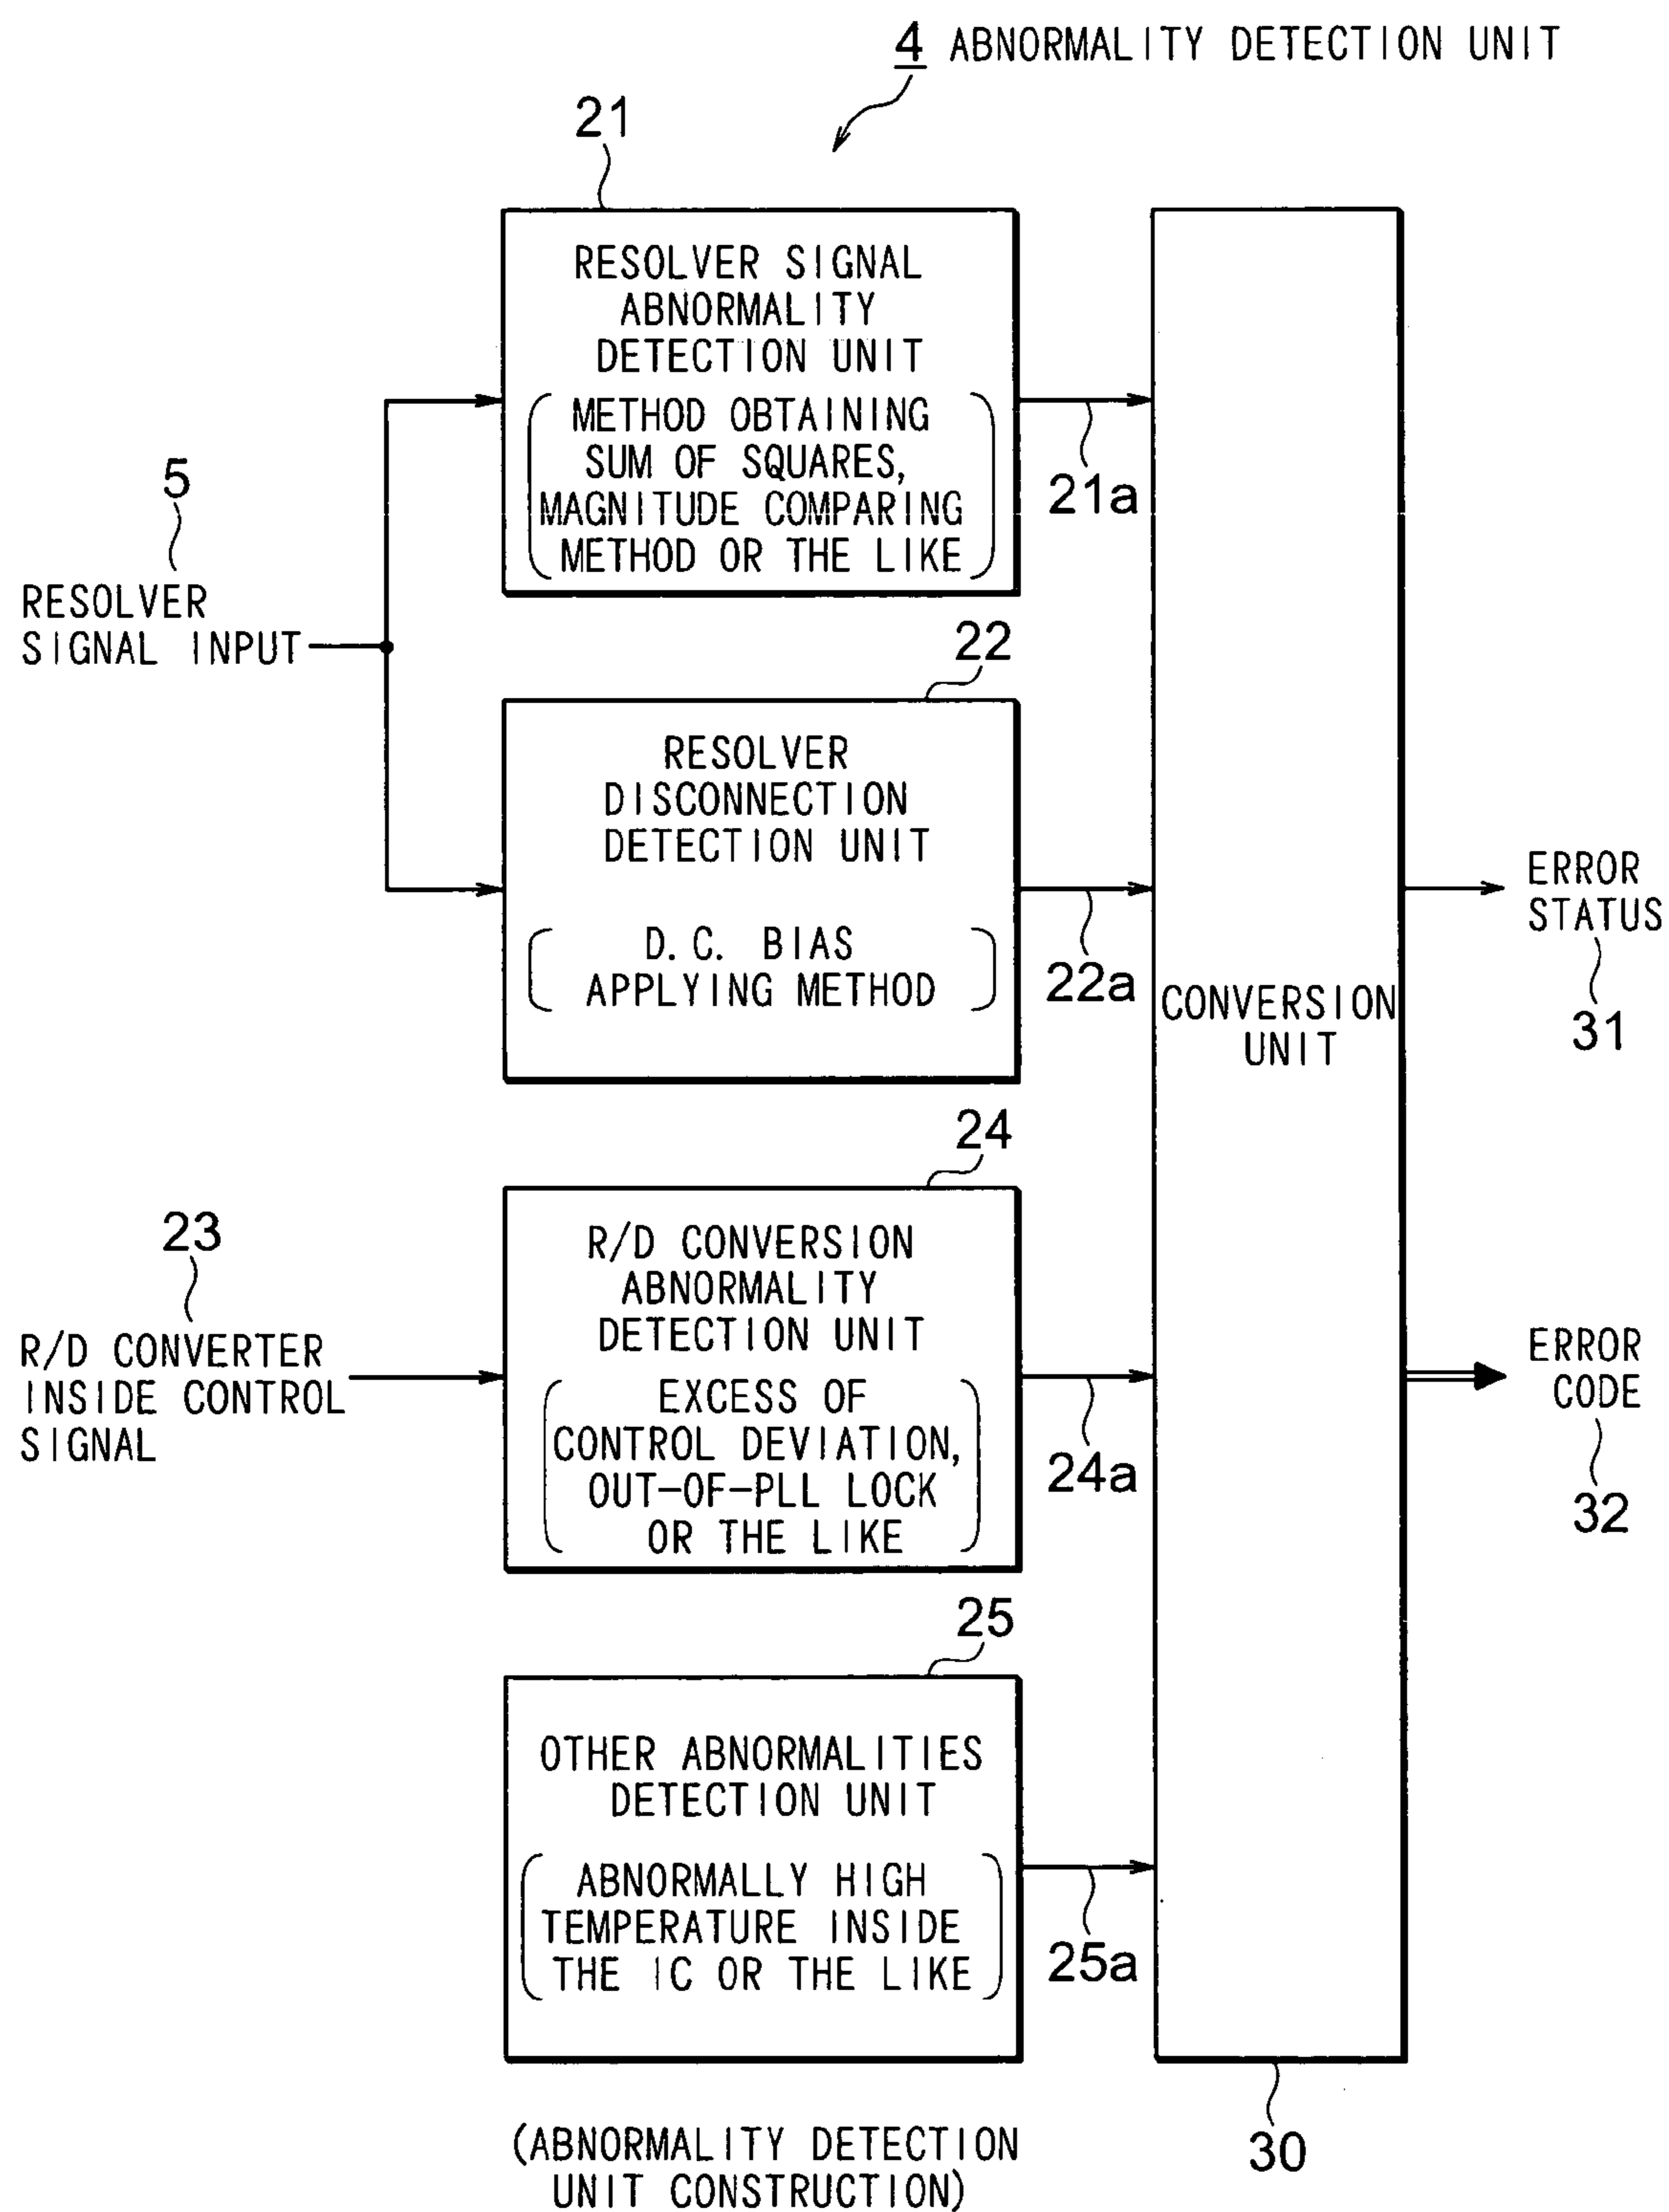 4 ABNORMALITY DETECTION UNIT
21
RESOLVER SIGNAL
ABNORMALITY
DETECTION UNIT
METHOD OBTAINING
SUM OF SQUARES,
MAGNITUDE COMPARING
METHOD OR THE LIKE
21a
5
RESOLVER
SIGNAL INPUT
22
RESOLVER
DISCONNECTION
DETECTION UNIT
D.C. BIAS
APPLYING METHOD
22a
CONVERSION
UNIT
ERROR
STATUS
31
24
R/D CONVERSION
ABNORMALITY
DETECTION UNIT
EXCESS OF
CONTROL DEVIATION,
OUT-OF-PLL LOCK
OR THE LIKE
24a
23
R/D CONVERTER
INSIDE CONTROL
SIGNAL
ERROR
CODE
32
25
OTHER ABNORMALITIES
DETECTION UNIT
ABNORMALLY HIGH
TEMPERATURE INSIDE
THE IC OR THE LIKE
25a
30
(ABNORMALITY DETECTION
UNIT CONSTRUCTION)